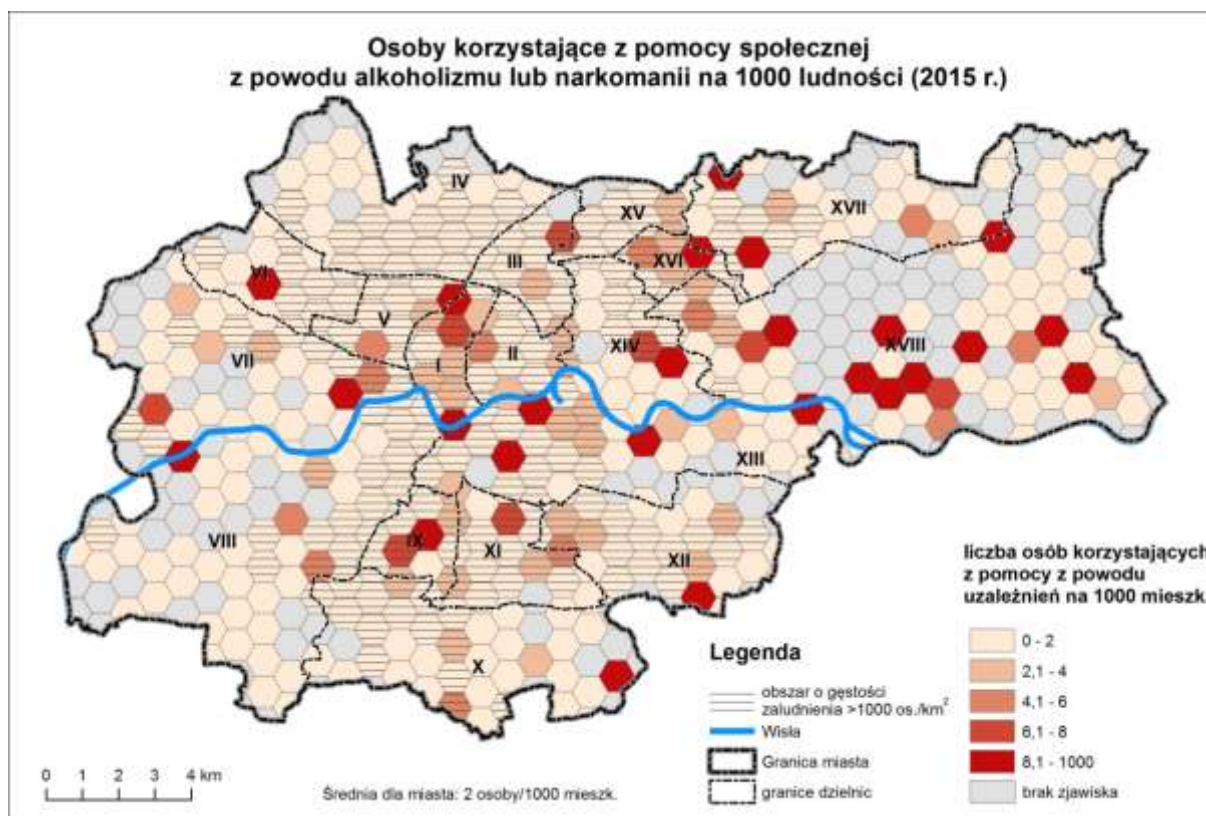 Osoby korzystające z pomocy społecznej
z powodu alkoholizmu lub narkomanii na 1000 ludności (2015 r.)
IV
XV
XVII
III
XVI
VI
V
VII
I
II
XIV
XVIII
XIII
VIII
IX
XI
XII
X
liczba osób korzystających
z pomocy z powodu
uzależnień na 1000 mieszk.
0 - 2
2,1 - 4
4,1 - 6
6,1 - 8
8,1 - 1000
brak zjawiska
Legenda
obszar o gęstości
zaludnienia >1000 os./km²
Wisła
Granica miasta
granice dzielnic
0 1 2 3 4 km
Średnia dla miasta: 2 osoby/1000 mieszk.